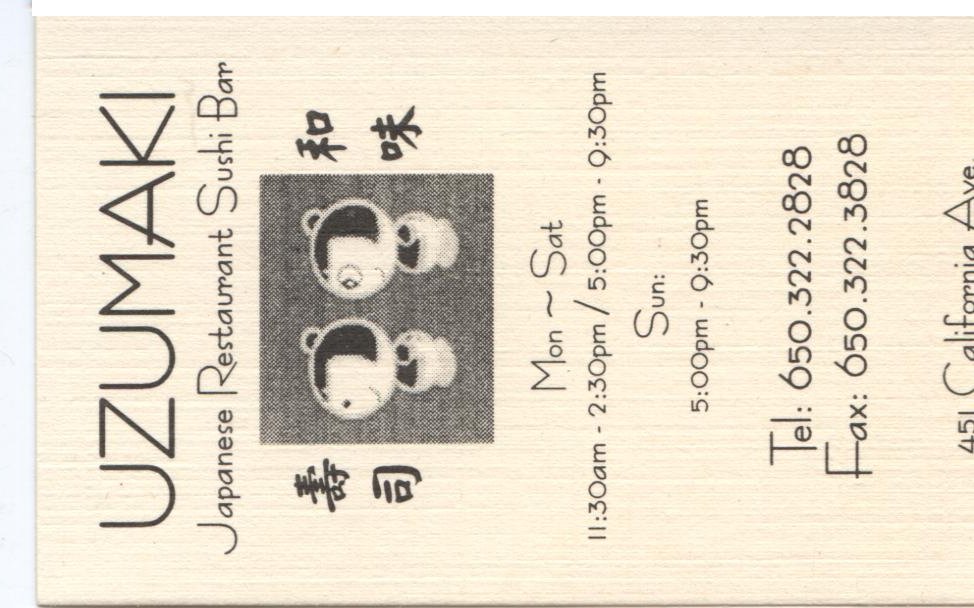 UZUMAKI
Japanese Restaurant Sushi Bar
寿司
和味
Mon ~ Sat
11:30am - 2:30pm / 5:00pm - 9:30pm
Sun:
5:00pm - 9:30pm
Tel: 650.322.2828
Fax: 650.322.3828
451 California Ave